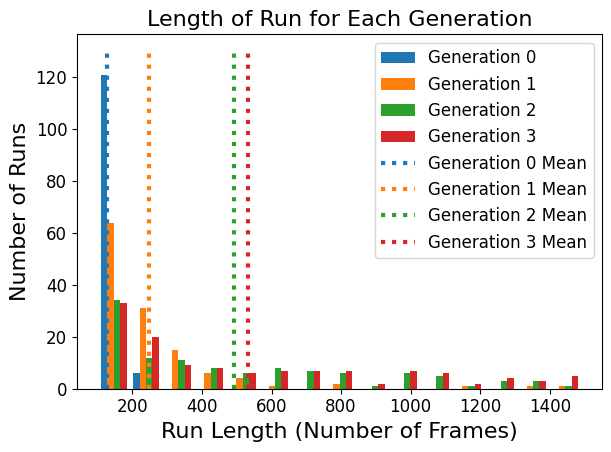 Length of Run for Each Generation
Number of Runs
120
100
80
60
40
20
0
Generation 0
Generation 1
Generation 2
Generation 3
Generation 0 Mean
Generation 1 Mean
Generation 2 Mean
Generation 3 Mean
200 400 600 800 1000 1200 1400
Run Length (Number of Frames)